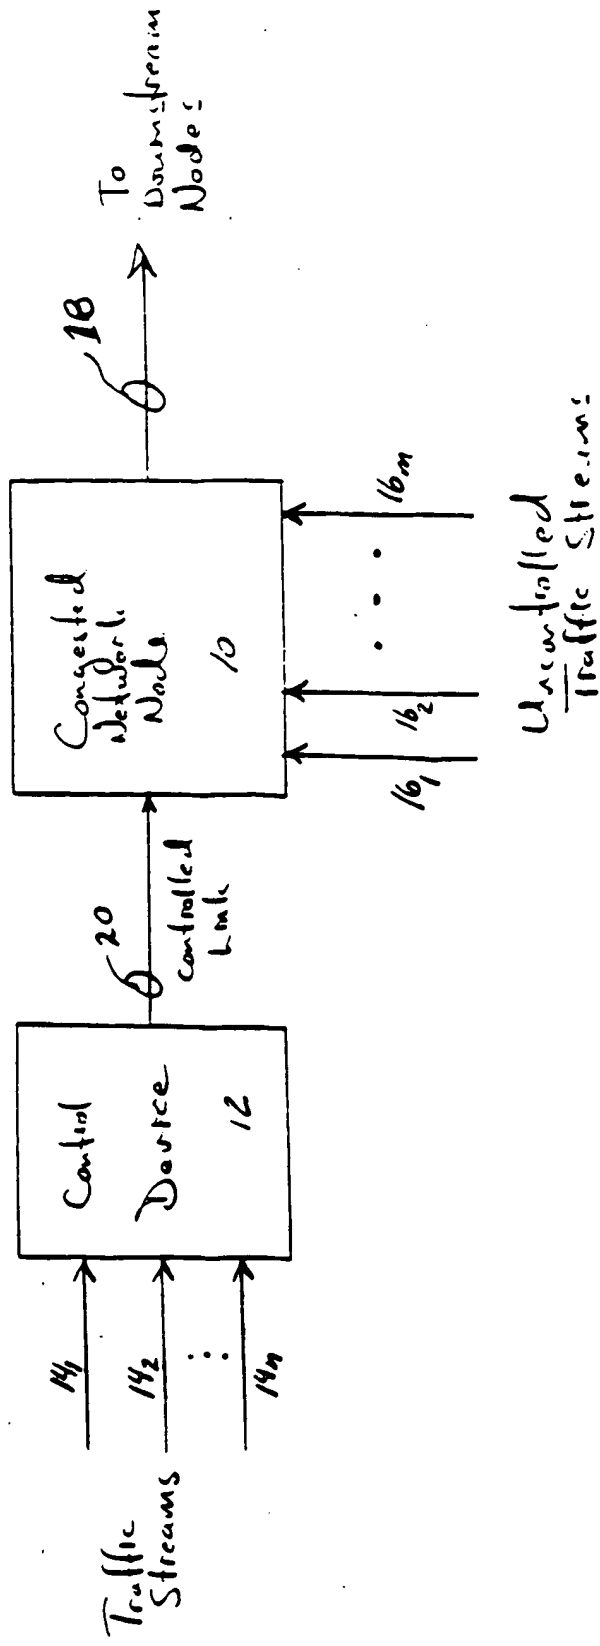 Traffic
Streams
14₁
14₂
14n
Control
Device
12
20
Controlled
Link
Congested
Network
Node
10
18
To
Downstream
Nodes
16₁
16₂
16m
Uncontrolled
Traffic Streams